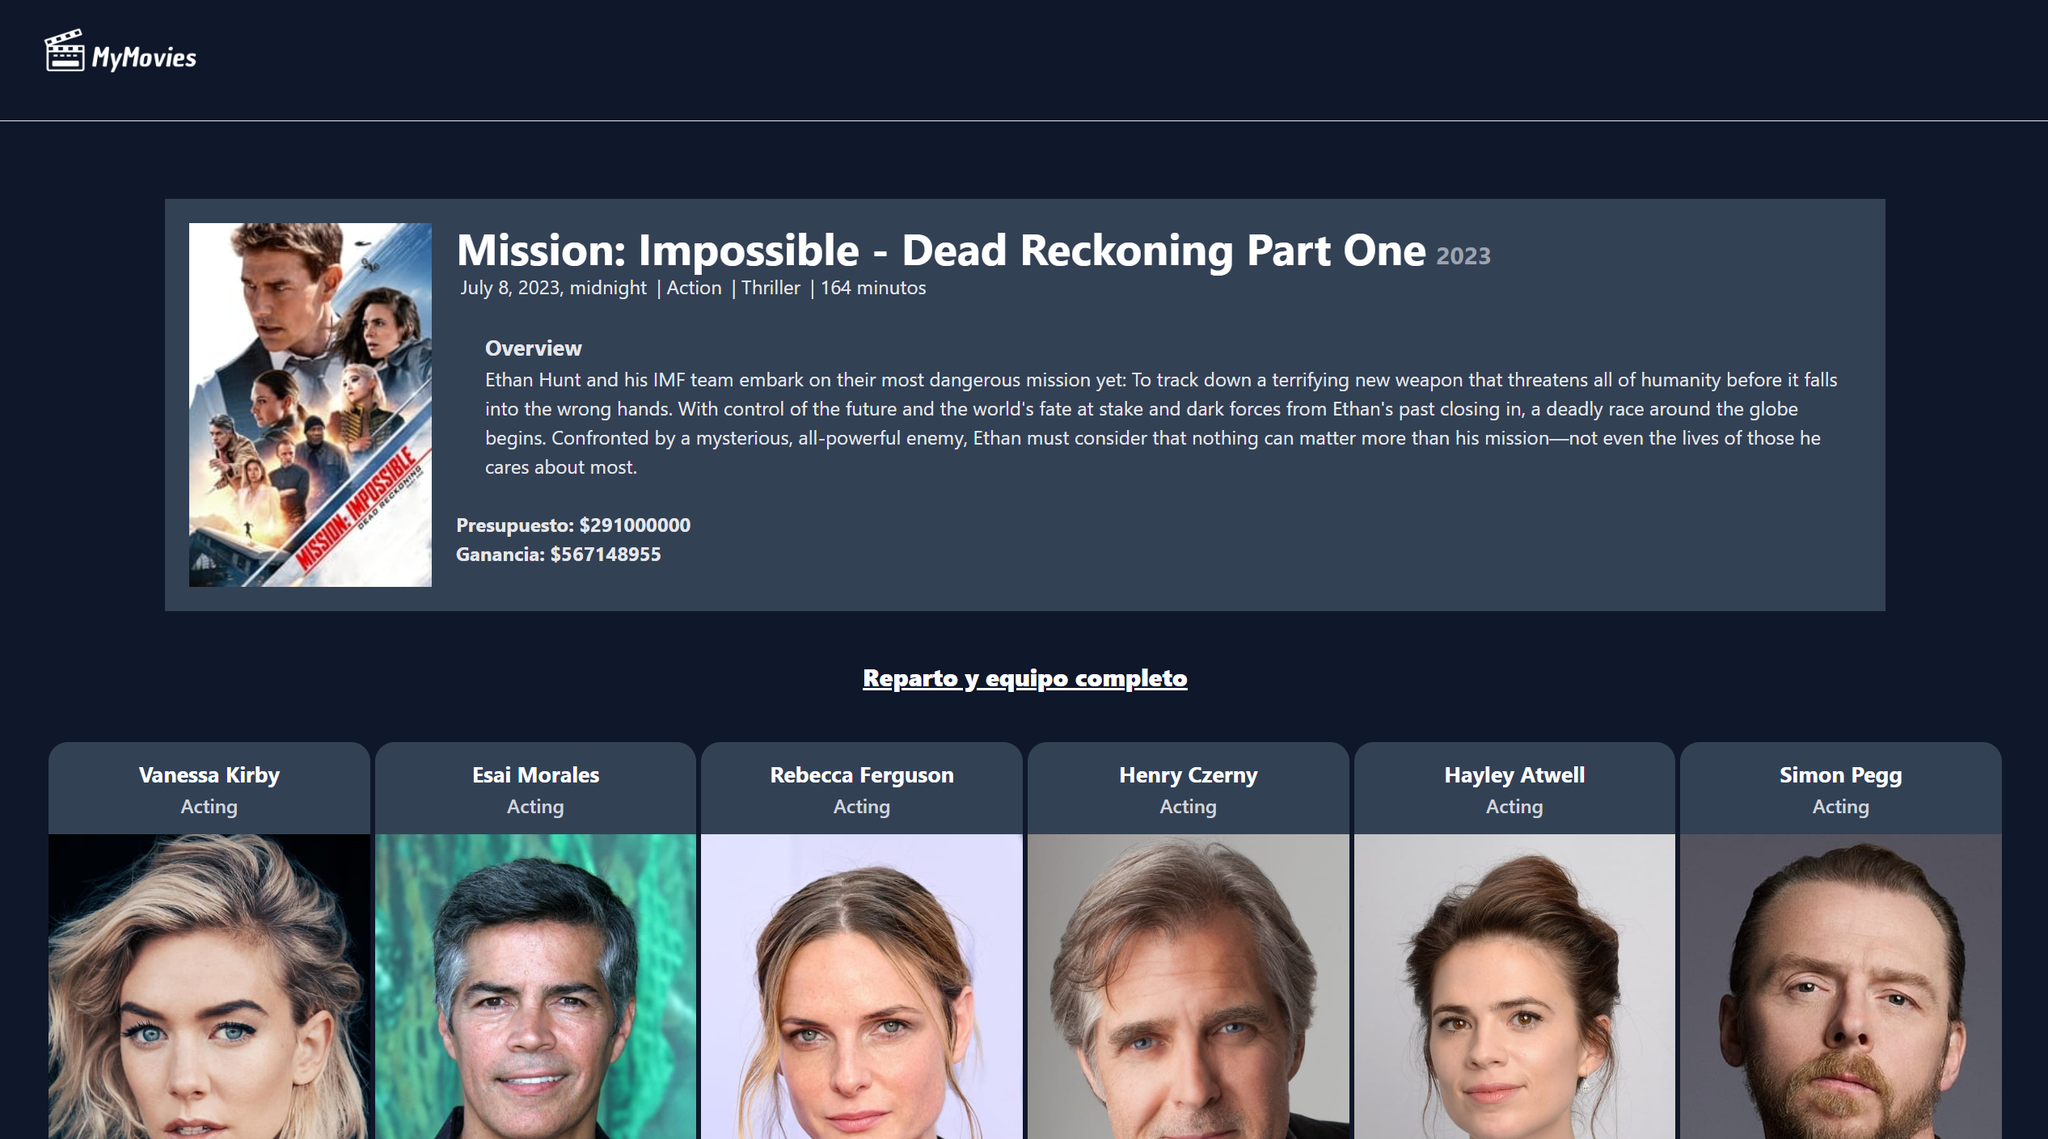 MyMovies
Mission: Impossible - Dead Reckoning Part One 2023
July 8, 2023, midnight | Action | Thriller | 164 minutos
Overview
Ethan Hunt and his IMF team embark on their most dangerous mission yet: To track down a terrifying new weapon that threatens all of humanity before it falls
into the wrong hands. With control of the future and the world's fate at stake and dark forces from Ethan's past closing in, a deadly race around the globe
begins. Confronted by a mysterious, all-powerful enemy, Ethan must consider that nothing can matter more than his mission—not even the lives of those he
cares about most.
Presupuesto: $291000000
Ganancia: $567148955
MISSION: IMPOSSIBLE
DEAD RECKONING
Reparto y equipo completo
Vanessa Kirby
Acting
Esai Morales
Acting
Rebecca Ferguson
Acting
Henry Czerny
Acting
Hayley Atwell
Acting
Simon Pegg
Acting